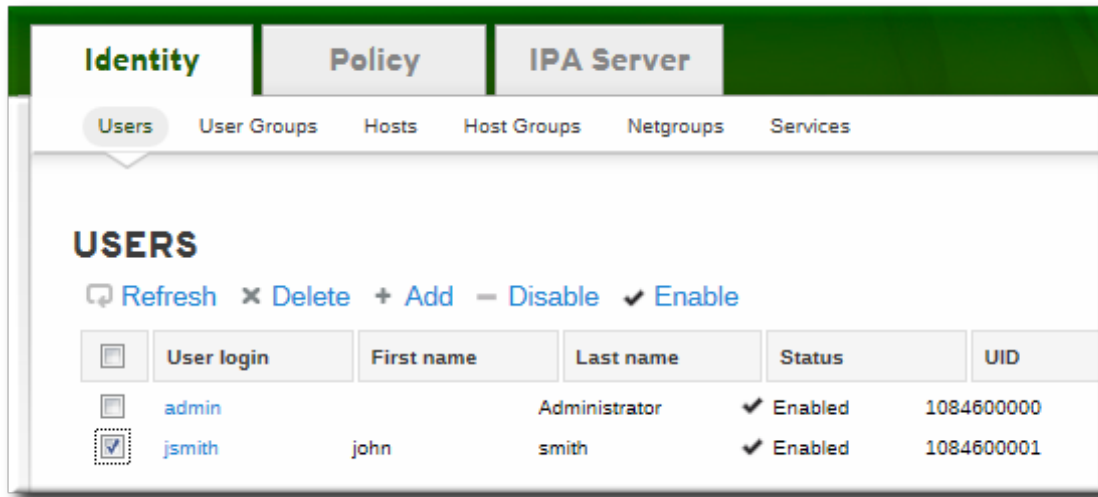 Identity Policy IPA Server
Users User Groups Hosts Host Groups Netgroups Services
USERS
Refresh Delete Add Disable Enable
User login First name Last name Status UID
admin Administrator Enabled 1084600000
jsmith john smith Enabled 1084600001